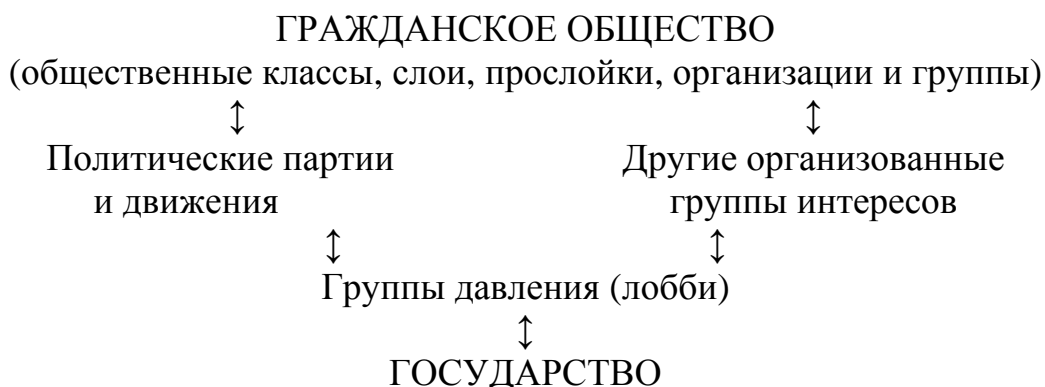 ГРАЖДАНСКОЕ ОБЩЕСТВО
(общественные классы, слои, прослойки, организации и группы)
↕ ↕
Политические партии Другие организованные
и движения группы интересов
↕ ↕
Группы давления (лобби)
↕
ГОСУДАРСТВО